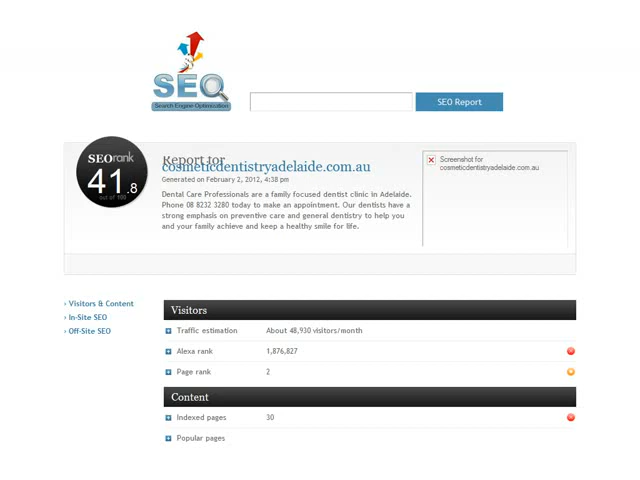 SEO
Search Engine Optimization
SEO Report
SEOrank
41.8
out of 100
Report for
cosmeticdentistryadelaide.com.au
Generated on February 2, 2012, 4:38 pm
Dental Care Professionals are a family focused dentist clinic in Adelaide.
Phone 08 8232 3280 today to make an appointment. Our dentists have a
strong emphasis on preventive care and general dentistry to help you
and your family achieve and keep a healthy smile for life.
Screenshot for
cosmeticdentistryadelaide.com.au
› Visitors & Content
› In-Site SEO
› Off-Site SEO
Visitors
Traffic estimation About 48,930 visitors/month
Alexa rank 1,876,827
Page rank 2
Content
Indexed pages 30
Popular pages